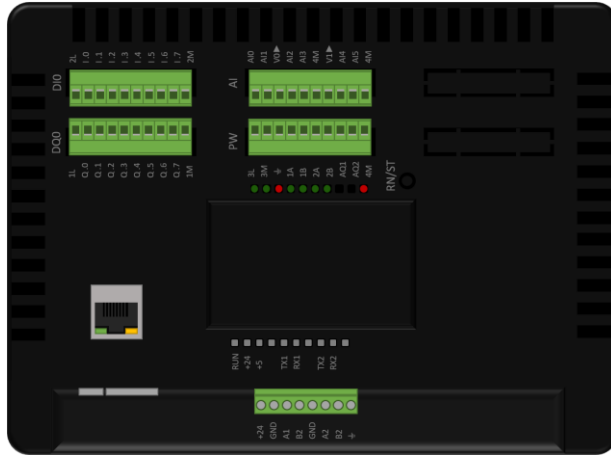 2L I.0 I.1 I.2 I.3 I.4 I.5 I.6 I.7 2M
DI0
AI0 AI1 V0▶ AI2 AI3 4M V1▶ AI4 AI5 4M
AI
DQ0
1L Q.0 Q.1 Q.2 Q.3 Q.4 Q.5 Q.6 Q.7 1M
PW
3L 3M ⏚ 1A 1B 2A 2B AQ1 AQ2 4M
RN/ST
RUN +24 +5 TX1 RX1 TX2 RX2
+24 GND A1 B2 GND A2 B2 ⏚